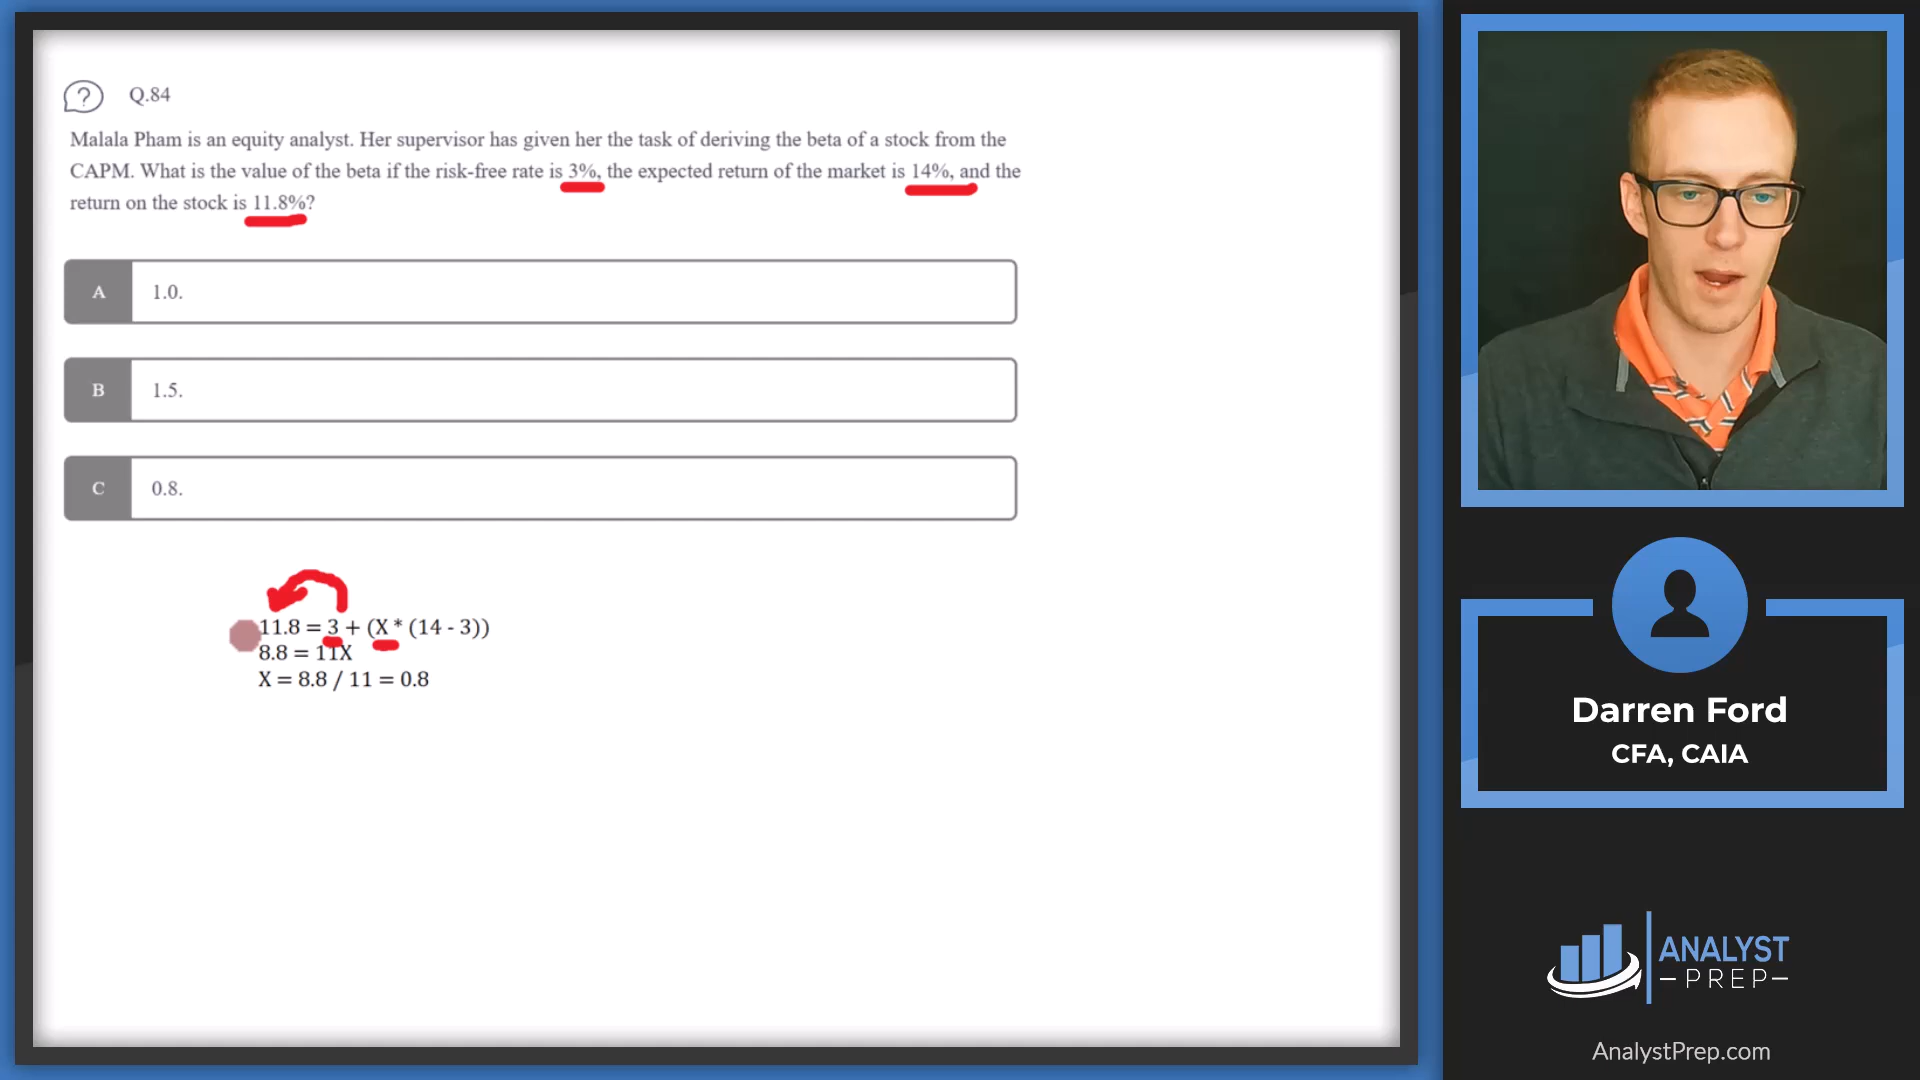 ?
Q.84
Malala Pham is an equity analyst. Her supervisor has given her the task of deriving the beta of a stock from the
CAPM. What is the value of the beta if the risk-free rate is 3%, the expected return of the market is 14%, and the
return on the stock is 11.8%?
A
1.0.
B
1.5.
C
0.8.
11.8 = 3 + (X * (14 - 3))
8.8 = 11X
X = 8.8 / 11 = 0.8
Darren Ford
CFA, CAIA
ANALYST
PREP
AnalystPrep.com